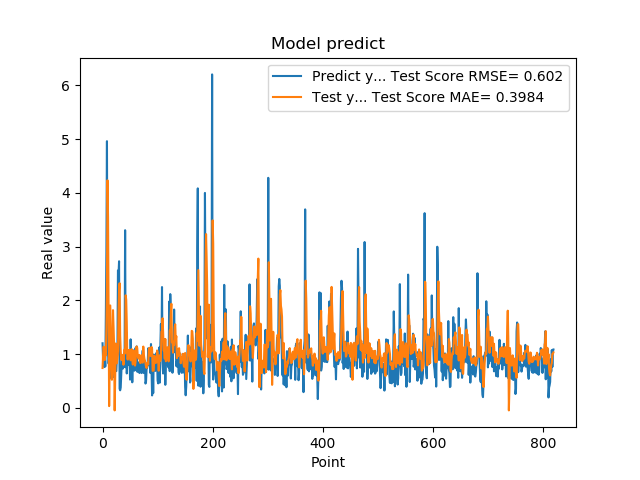 Model predict
Predict y... Test Score RMSE= 0.602
Test y... Test Score MAE= 0.3984
Real value
6
5
4
3
2
1
0
0 200 400 600 800
Point